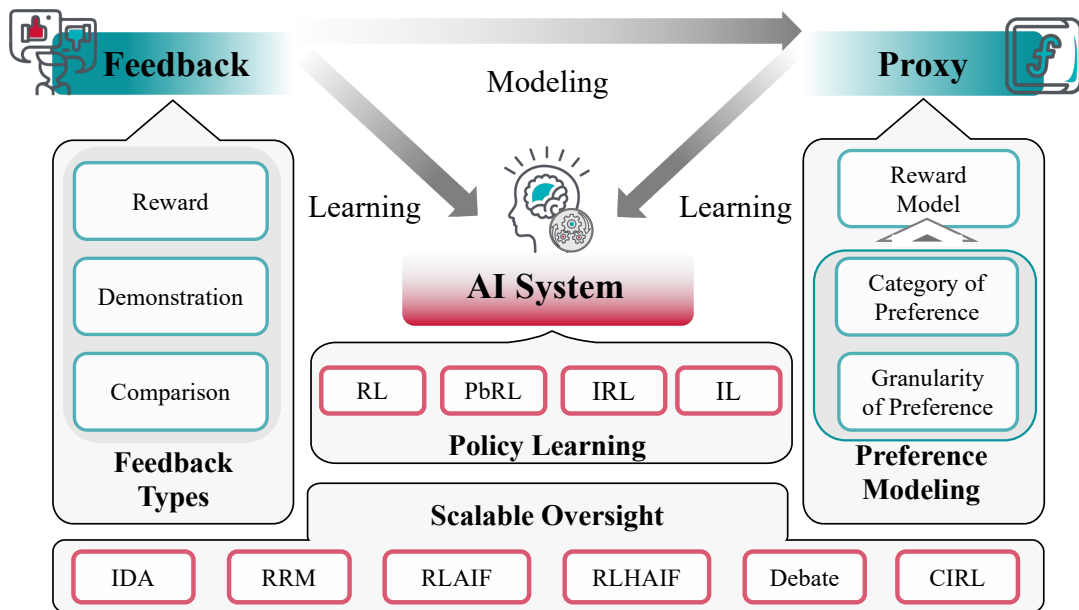 Feedback
Modeling
Proxy
Learning
Learning
Reward
Demonstration
Comparison
Feedback
Types
AI System
RL
PbRL
IRL
IL
Policy Learning
Reward
Model
Category of
Preference
Granularity
of Preference
Preference
Modeling
Scalable Oversight
IDA
RRM
RLAIF
RLHAIF
Debate
CIRL